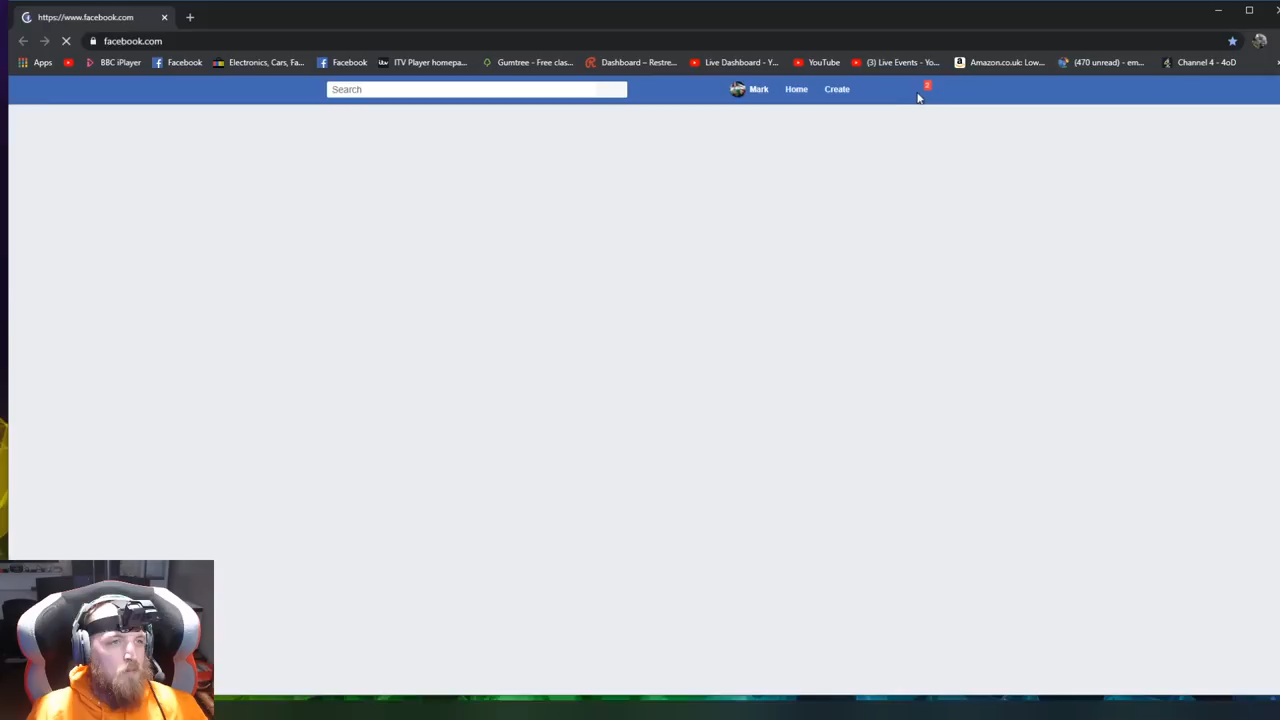 https://www.facebook.com
facebook.com
Apps BBC iPlayer Facebook Electronics, Cars, Fa... Facebook ITV Player homepa... Gumtree - Free clas... Dashboard – Restre... Live Dashboard - Y... YouTube (3) Live Events - Yo... Amazon.co.uk: Low... (470 unread) - em... Channel 4 - 4oD
Search Mark Home Create 2